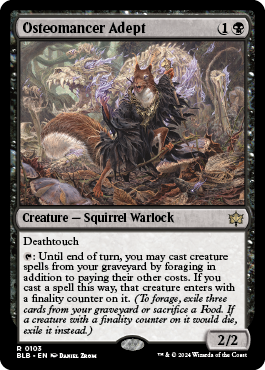 Osteomancer Adept 1
Creature — Squirrel Warlock
Deathtouch
: Until end of turn, you may cast creature
spells from your graveyard by foraging in
addition to paying their other costs. If you
cast a spell this way, that creature enters
with a finality counter on it. (To forage, exile three
cards from your graveyard or sacrifice a Food. If
a creature with a finality counter on it would die,
exile it instead.)
2/2
R 0103
BLB • EN Daniel Zrom
™ & © 2024 Wizards of the Coast